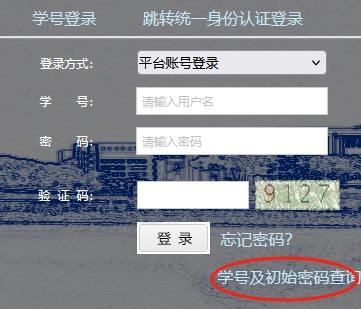 学号登录 跳转统一身份认证登录
登录方式: 平台账号登录
学 号: 请输入用户名
密 码: 请输入密码
验 证 码: 9127
登 录 忘记密码?
学号及初始密码查询